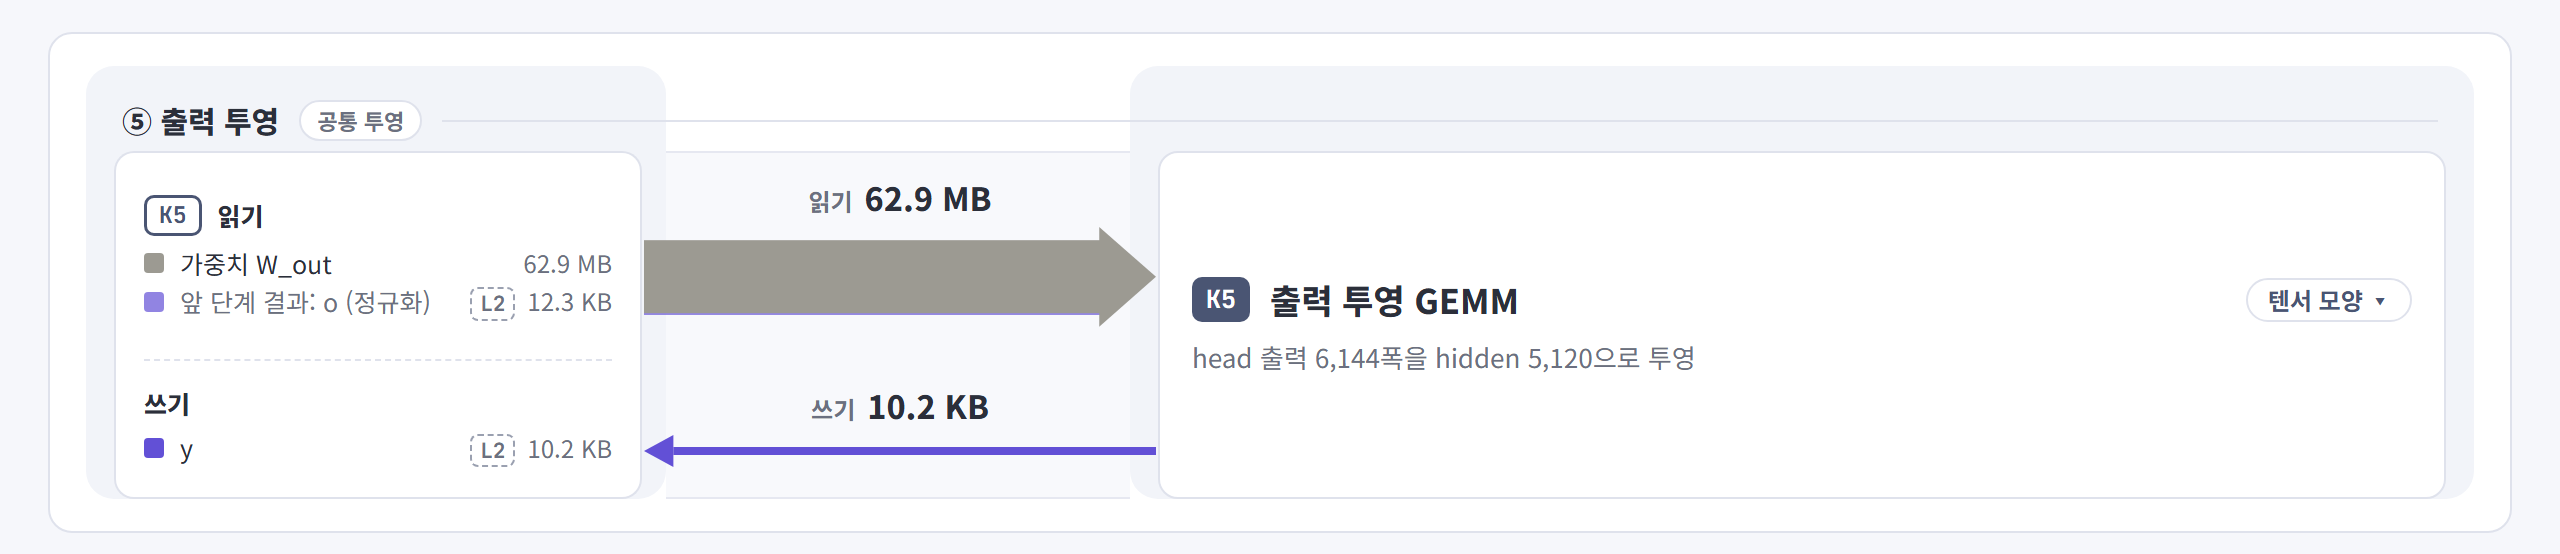 ⑤ 출력 투영 공통 투영
K5 읽기
가중치 W_out 62.9 MB
앞 단계 결과: o (정규화) L2 12.3 KB
쓰기
y L2 10.2 KB
읽기 62.9 MB
쓰기 10.2 KB
K5 출력 투영 GEMM 텐서 모양 ▼
head 출력 6,144폭을 hidden 5,120으로 투영